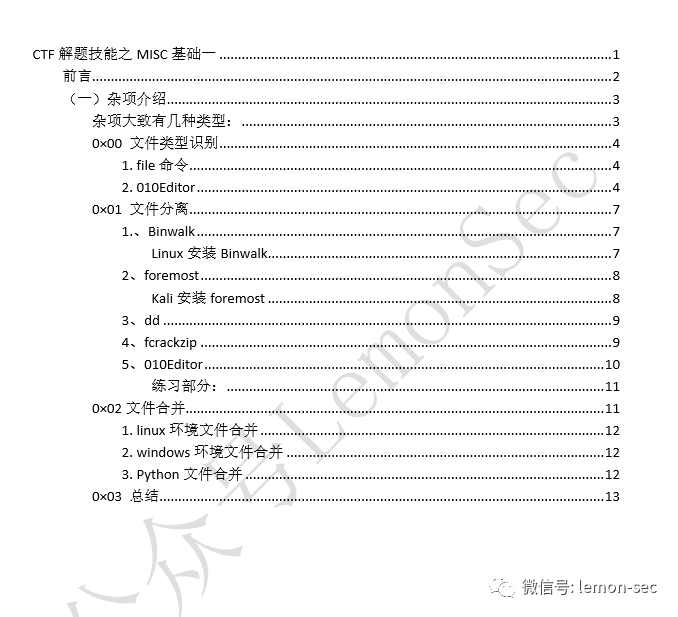 CTF 解题技能之 MISC 基础一 ........ 1
前言 ........ 2
（一）杂项介绍 ........ 3
杂项大致有几种类型： ........ 3
0×00 文件类型识别 ........ 4
1. file 命令 ........ 4
2. 010Editor ........ 4
0×01 文件分离 ........ 7
1.、Binwalk ........ 7
Linux 安装 Binwalk ........ 7
2、foremost ........ 8
Kali 安装 foremost ........ 8
3、dd ........ 9
4、fcrackzip ........ 9
5、010Editor ........ 10
练习部分： ........ 11
0×02 文件合并 ........ 11
1. linux 环境文件合并 ........ 12
2. windows 环境文件合并 ........ 12
3. Python 文件合并 ........ 12
0×03 总结 ........ 13
公众号LemonSec
微信号: lemon-sec